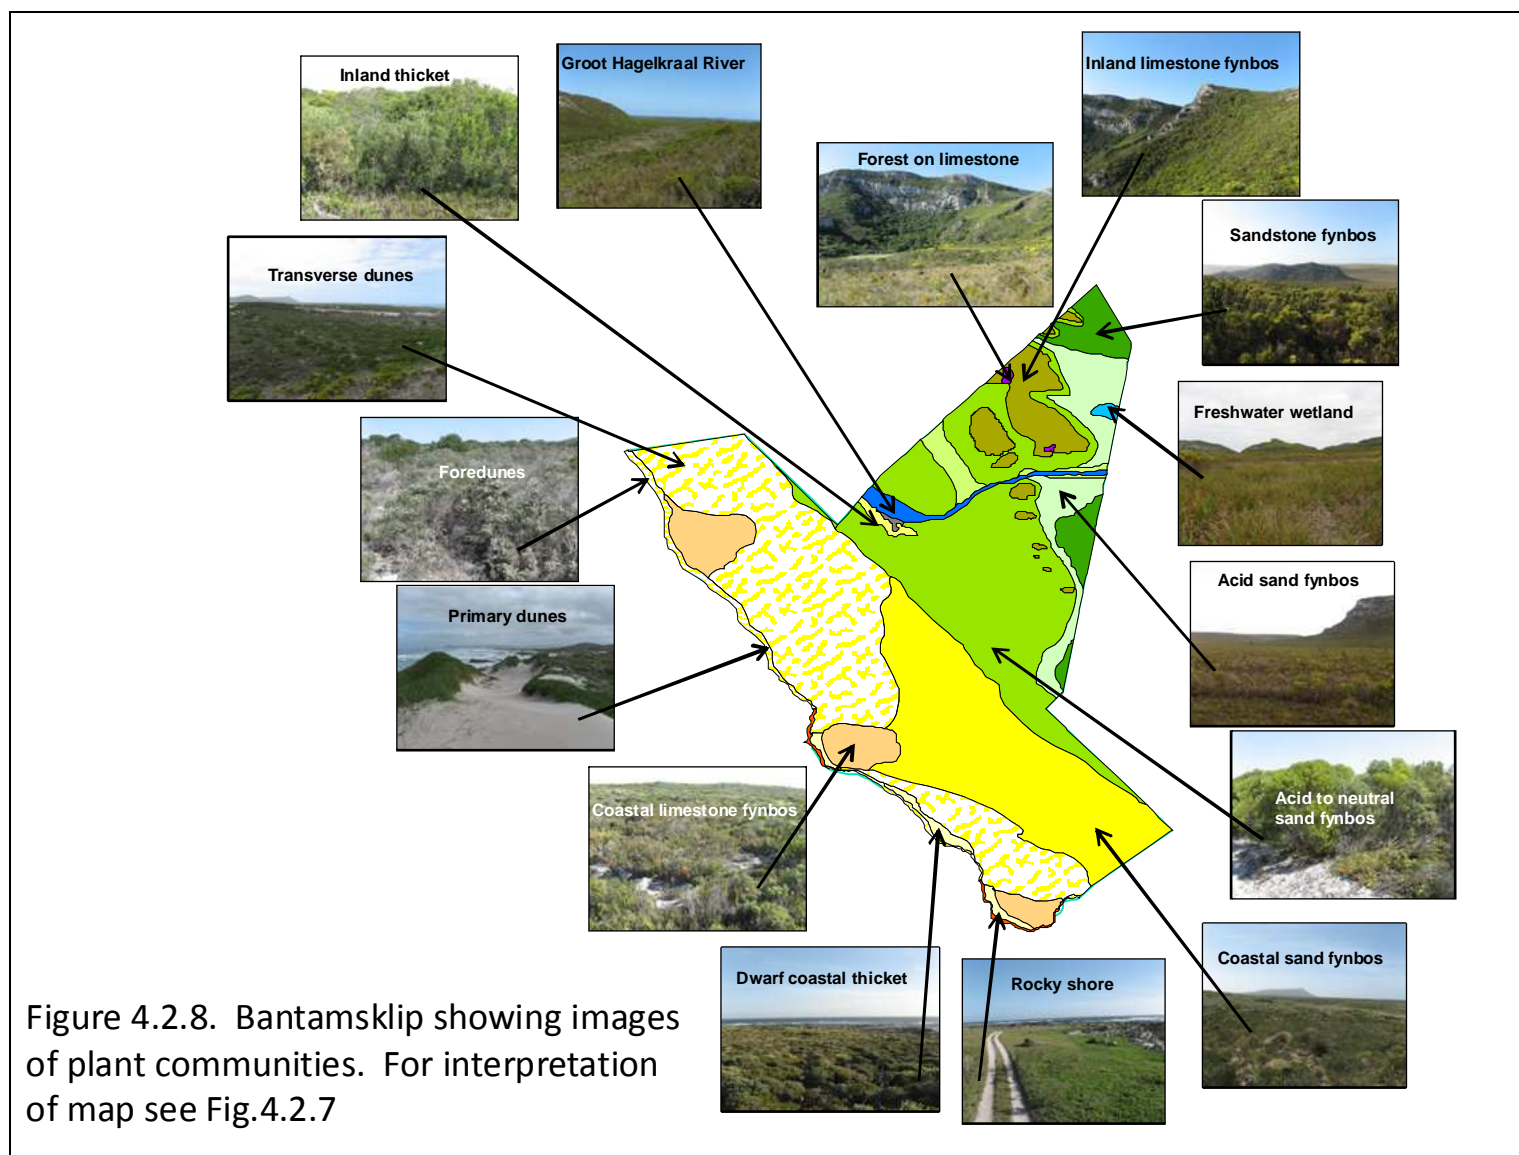 Inland thicket
Groot Hagelkraal River
Inland limestone fynbos
Forest on limestone
Sandstone fynbos
Transverse dunes
Freshwater wetland
Foredunes
Acid sand fynbos
Primary dunes
Acid to neutral
sand fynbos
Coastal limestone fynbos
Coastal sand fynbos
Dwarf coastal thicket
Rocky shore
Figure 4.2.8.  Bantamsklip showing images
of plant communities.  For interpretation
of map see Fig.4.2.7